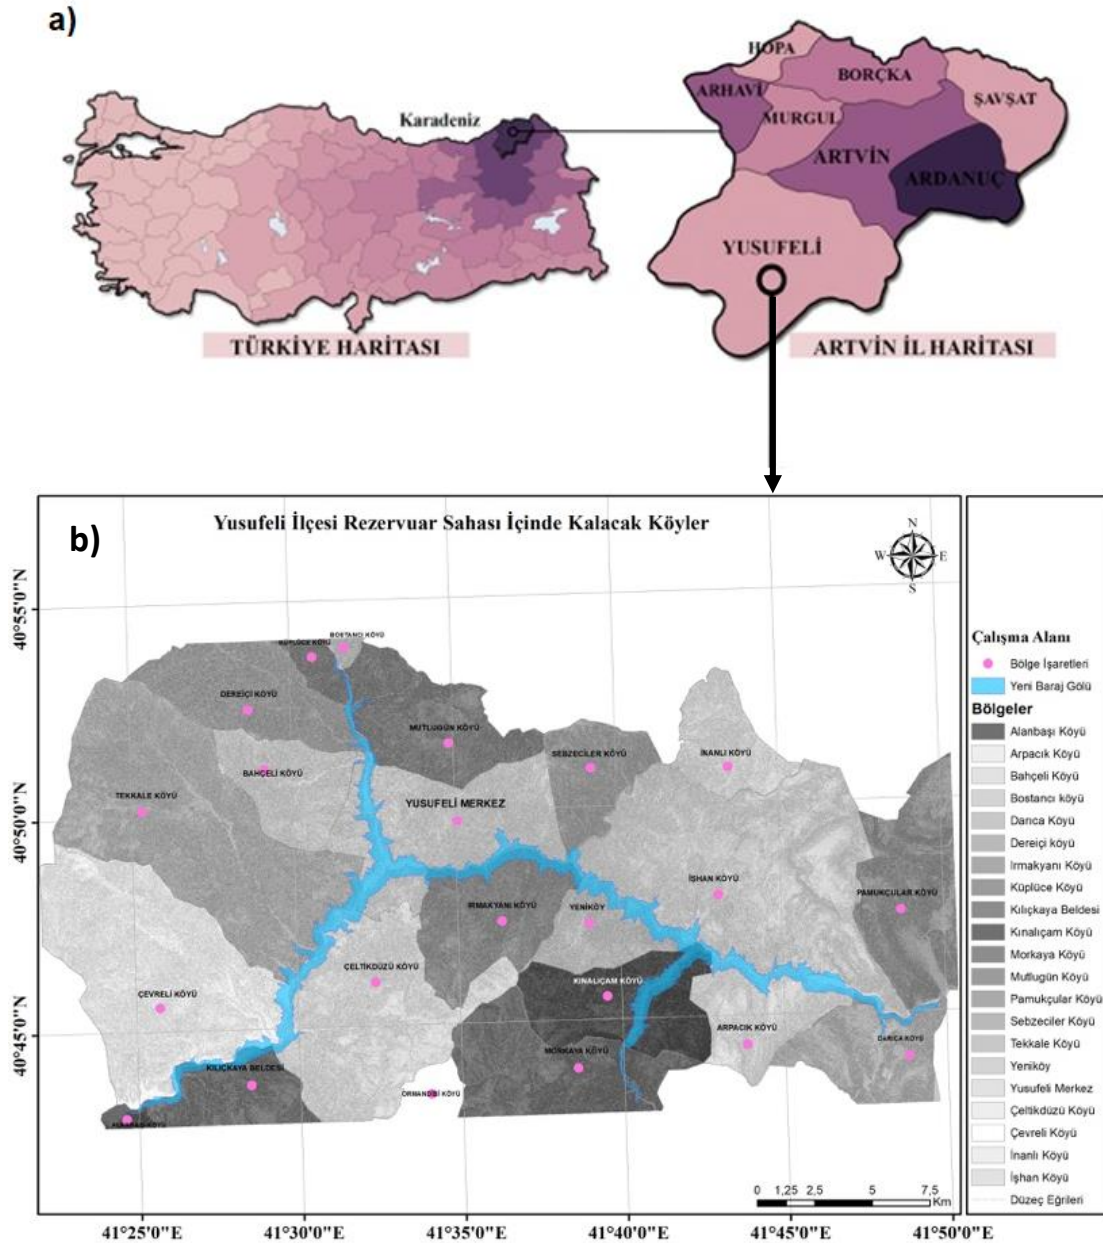 a)
Karadeniz
TÜRKİYE HARİTASI
HOPA
ARHAVİ
BORÇKA
MURGUL
ŞAVŞAT
ARTVİN
ARDANUÇ
YUSUFELİ
ARTVİN İL HARİTASI
b)
Yusufeli İlçesi Rezervuar Sahası İçinde Kalacak Köyler
N
W
E
S
40°55'0"N
40°50'0"N
40°45'0"N
BOSTANCI KÖYÜ
KÜPLÜCE KÖYÜ
DEREİÇİ KÖYÜ
MUTLUGÜN KÖYÜ
SEBZECİLER KÖYÜ
İNANLI KÖYÜ
BAHÇELİ KÖYÜ
TEKKALE KÖYÜ
YUSUFELİ MERKEZ
İŞHAN KÖYÜ
PAMUKÇULAR KÖYÜ
IRMAKYANI KÖYÜ
YENİKÖY
ÇELTİKDÜZÜ KÖYÜ
KINALIÇAM KÖYÜ
ÇEVRELİ KÖYÜ
ARPACIK KÖYÜ
DARICA KÖYÜ
MORKAYA KÖYÜ
KILIÇKAYA BELDESİ
ORMANDİBİ KÖYÜ
0 1,25 2,5 5 7,5
Km
41°25'0"E 41°30'0"E 41°35'0"E 41°40'0"E 41°45'0"E 41°50'0"E
Çalışma Alanı
Bölge İşaretleri
Yeni Baraj Gölü
Bölgeler
Alanbaşı Köyü
Arpacık Köyü
Bahçeli Köyü
Bostancı köyü
Darıca Köyü
Dereiçi köyü
Irmakyanı Köyü
Küplüce Köyü
Kılıçkaya Beldesi
Kınalıçam Köyü
Morkaya Köyü
Mutlugün Köyü
Pamukçular Köyü
Sebzeciler Köyü
Tekkale Köyü
Yeniköy
Yusufeli Merkez
Çeltikdüzü Köyü
Çevreli Köyü
İnanlı Köyü
İşhan Köyü
Düzeç Eğrileri